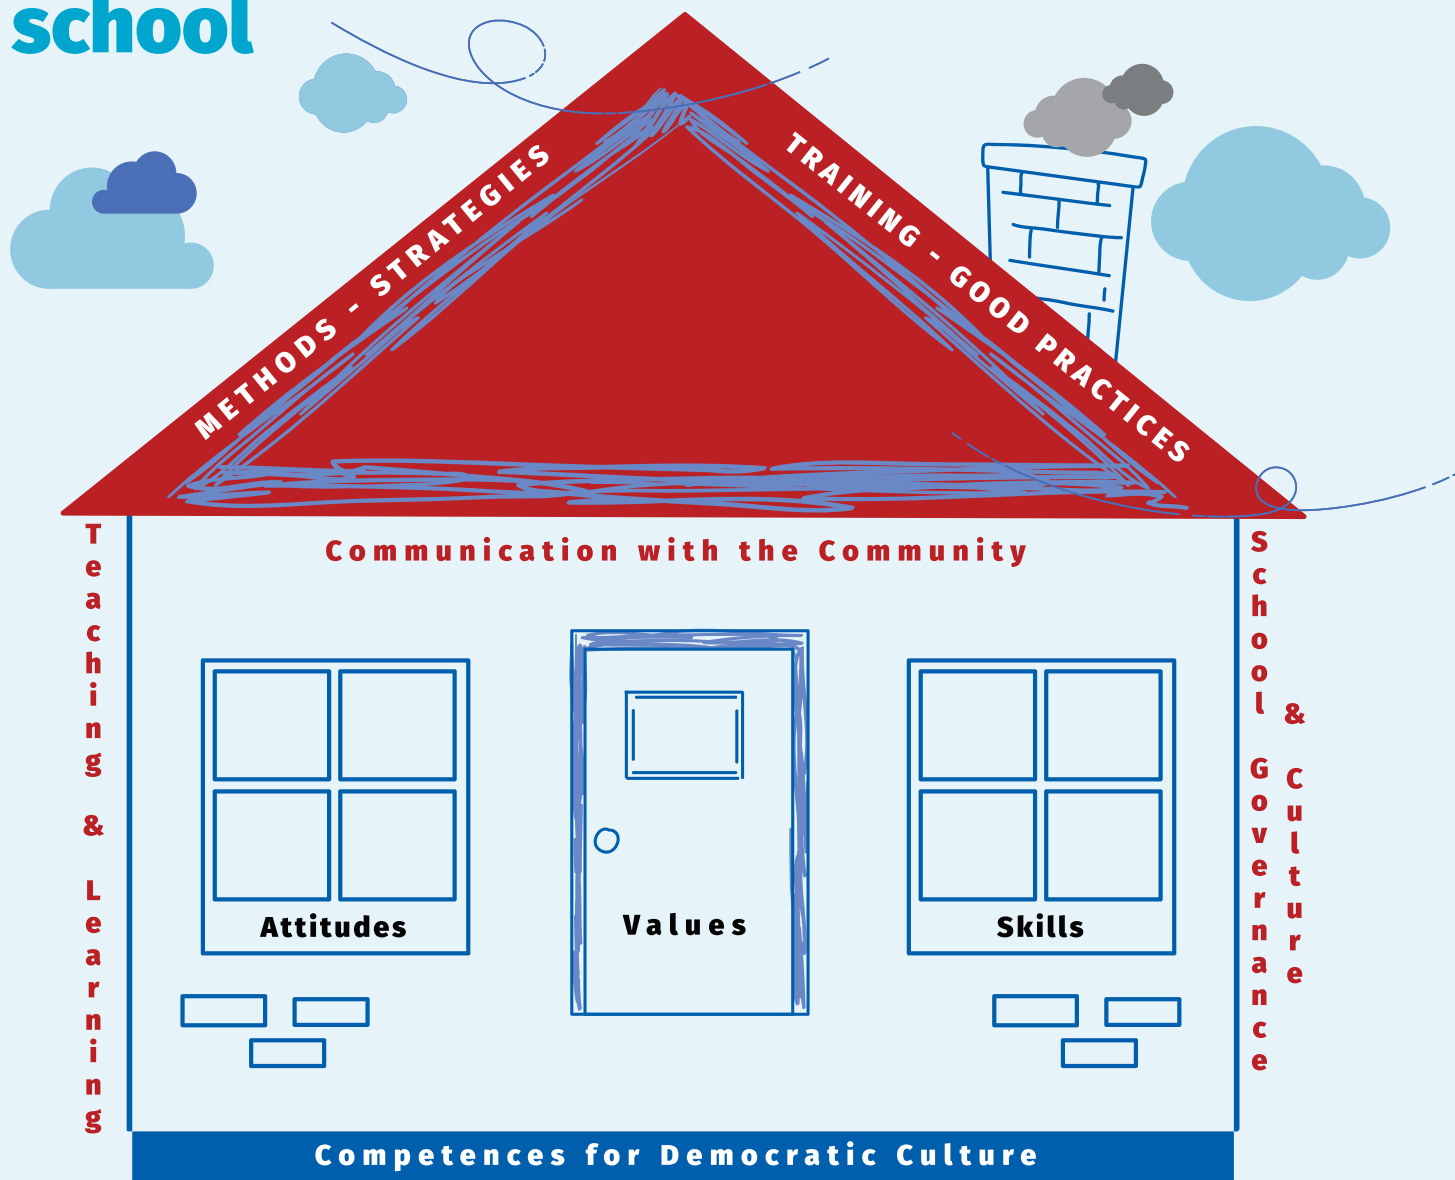 school
METHODS - STRATEGIES
TRAINING - GOOD PRACTICES
Communication with the Community
Teaching & Learning
School Governance
& Culture
Attitudes
Values
Skills
Competences for Democratic Culture